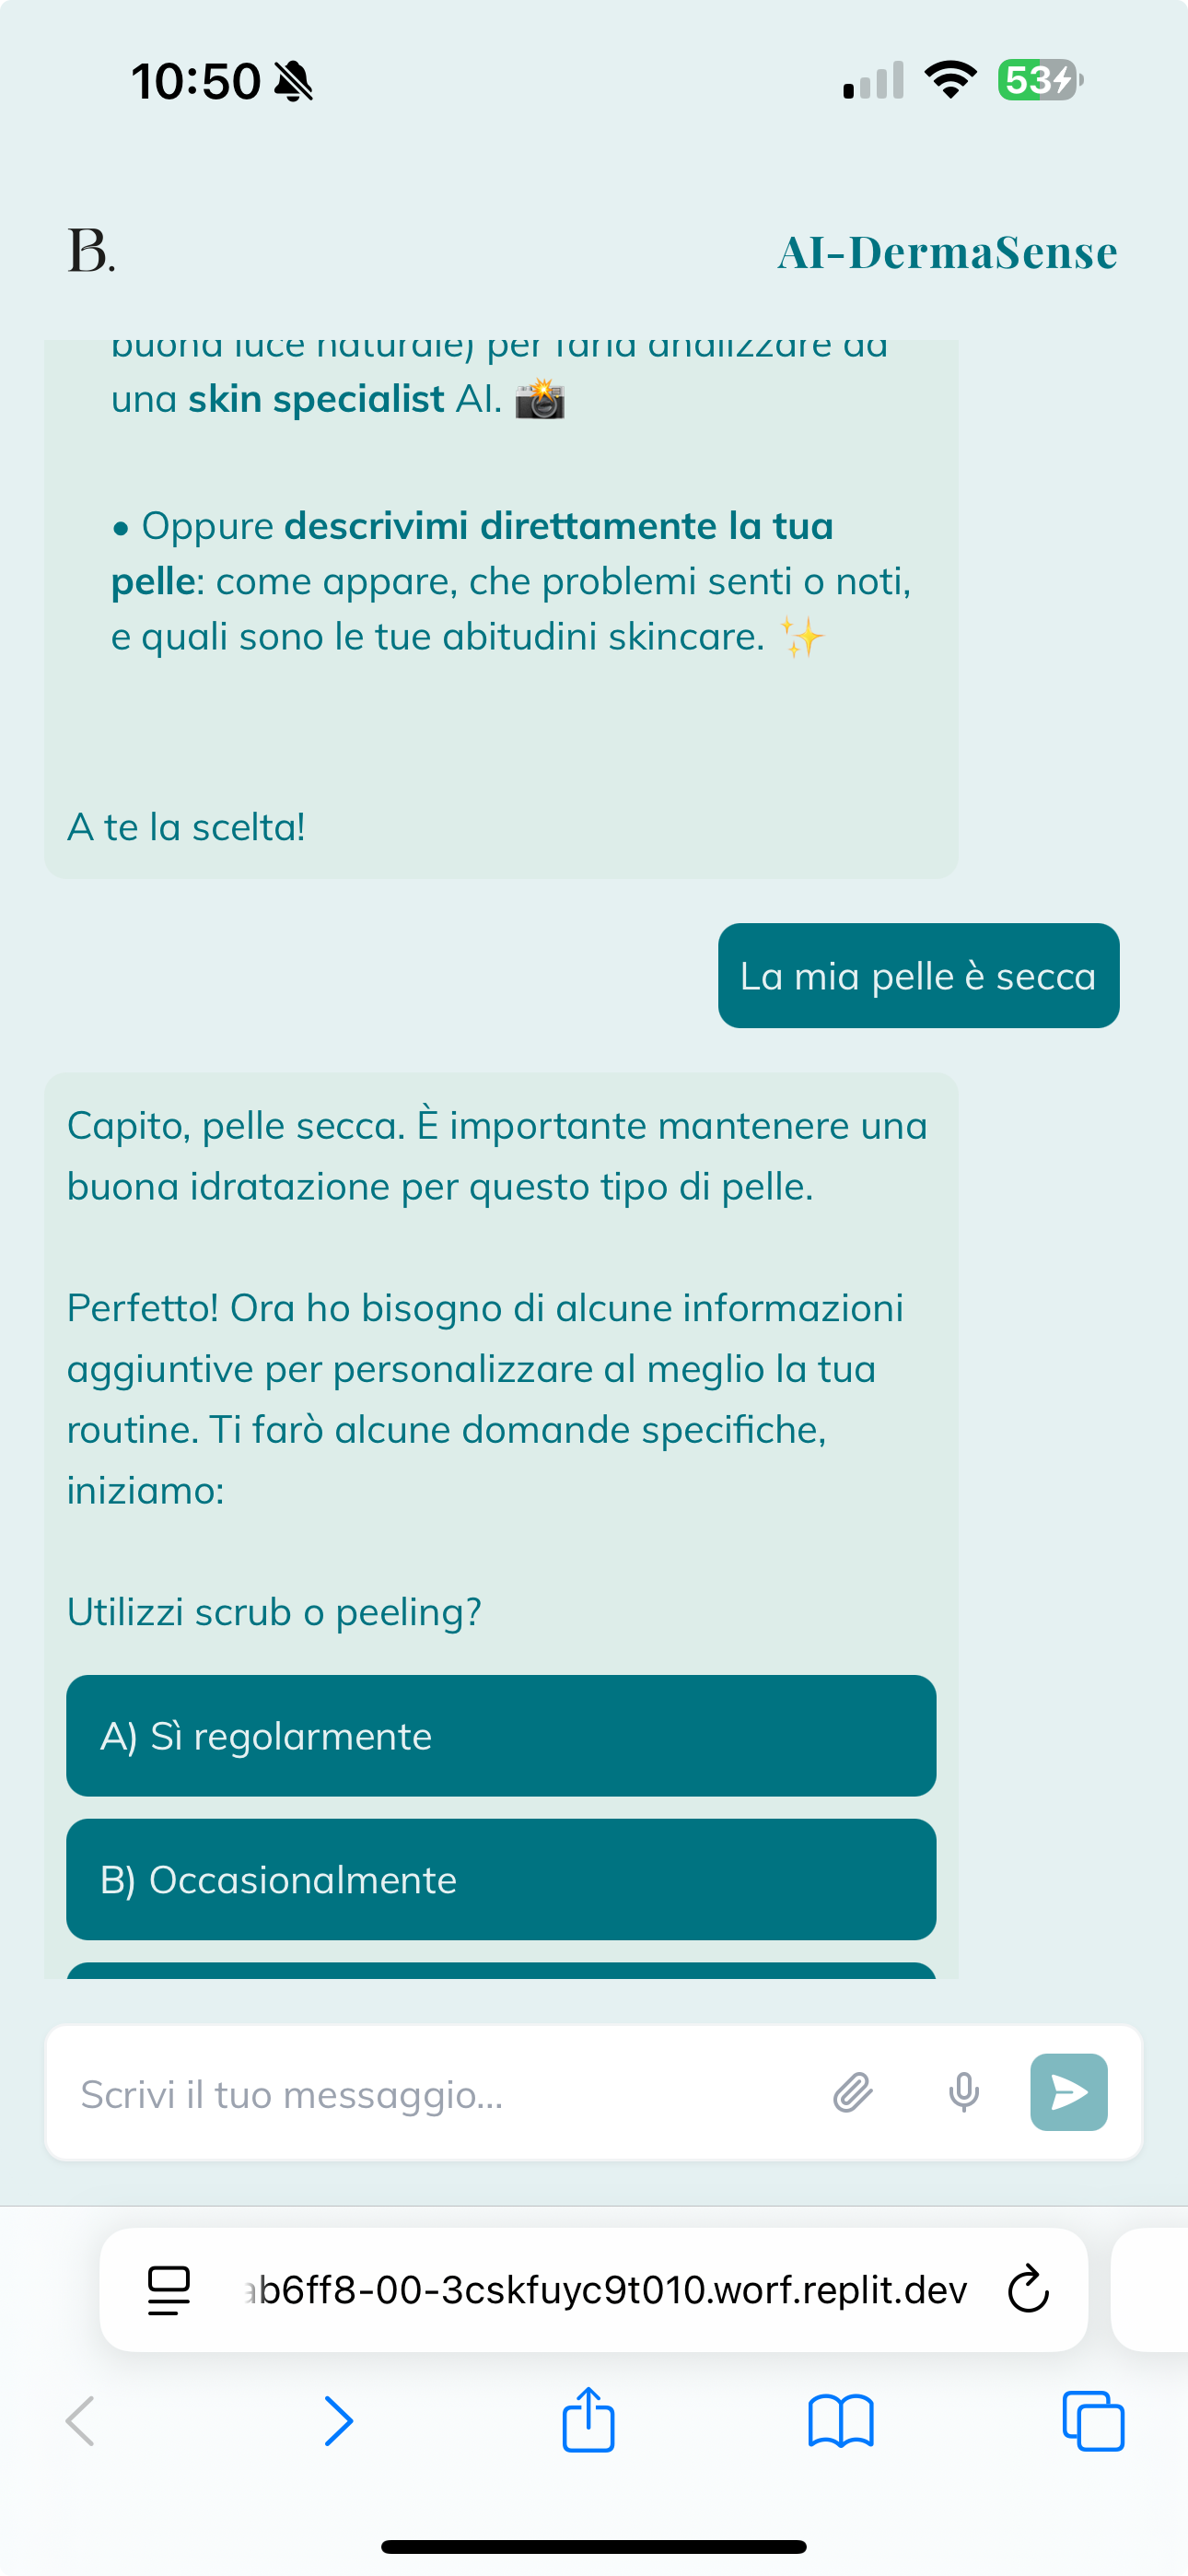 10:50
53
B.
AI-DermaSense
buona luce naturale) per farla analizzare da
una skin specialist AI.
• Oppure descrivimi direttamente la tua
pelle: come appare, che problemi senti o noti,
e quali sono le tue abitudini skincare.
A te la scelta!
La mia pelle è secca
Capito, pelle secca. È importante mantenere una
buona idratazione per questo tipo di pelle.
Perfetto! Ora ho bisogno di alcune informazioni
aggiuntive per personalizzare al meglio la tua
routine. Ti farò alcune domande specifiche,
iniziamo:
Utilizzi scrub o peeling?
A) Sì regolarmente
B) Occasionalmente
Scrivi il tuo messaggio...
ab6ff8-00-3cskfuyc9t010.worf.replit.dev